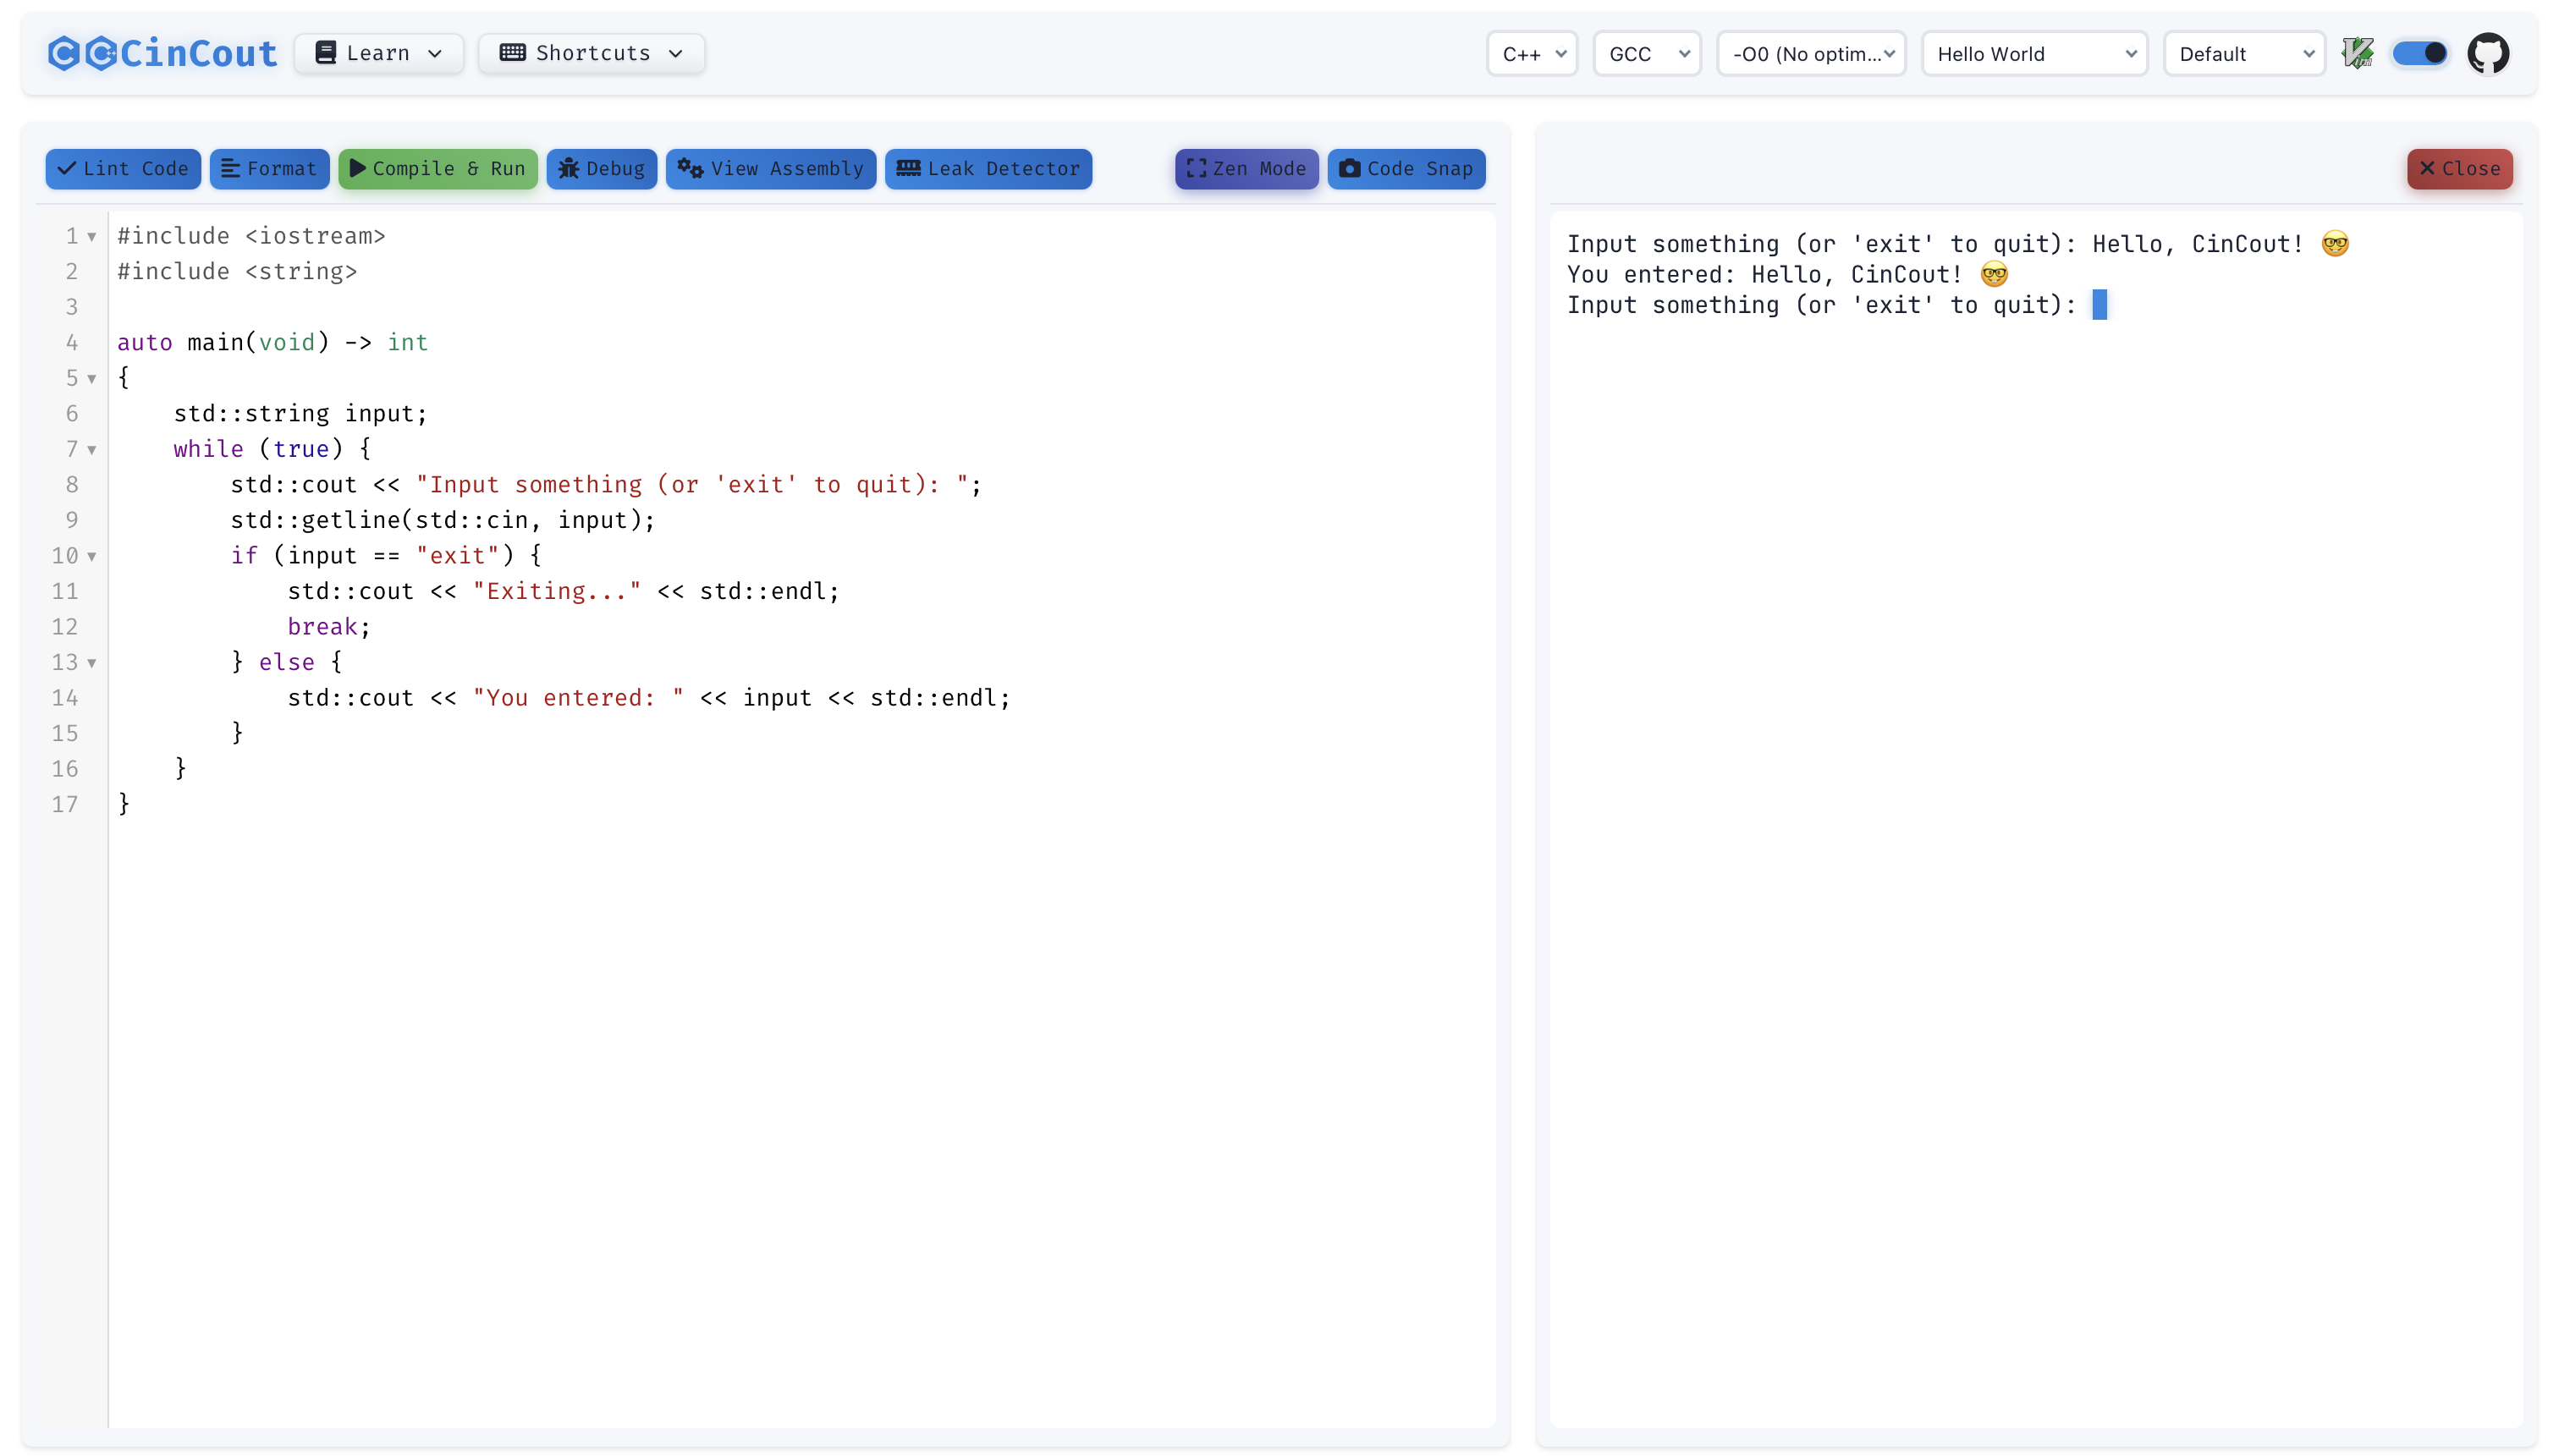 CinCout Learn Shortcuts C++ GCC -O0 (No optim... Hello World Default
Lint Code Format Compile & Run Debug View Assembly Leak Detector Zen Mode Code Snap
1 #include <iostream>
2 #include <string>
3
4 auto main(void) -> int
5 {
6     std::string input;
7     while (true) {
8         std::cout << "Input something (or 'exit' to quit): ";
9         std::getline(std::cin, input);
10         if (input == "exit") {
11             std::cout << "Exiting..." << std::endl;
12             break;
13         } else {
14             std::cout << "You entered: " << input << std::endl;
15         }
16     }
17 }
Close
Input something (or 'exit' to quit): Hello, CinCout! 🤓
You entered: Hello, CinCout! 🤓
Input something (or 'exit' to quit):